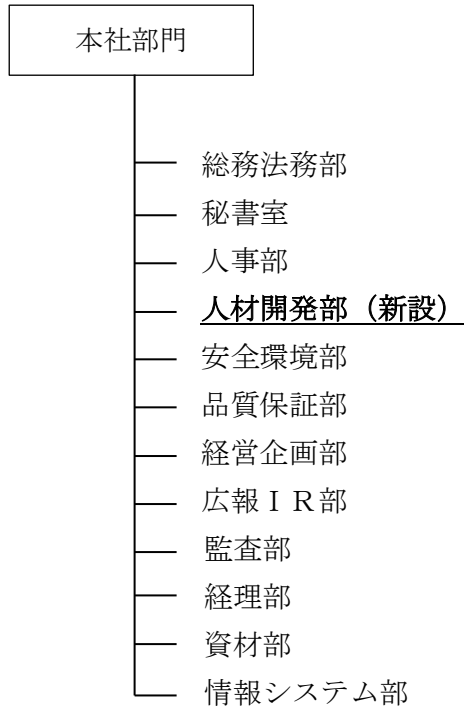 本社部門
総務法務部
秘書室
人事部
人材開発部（新設）
安全環境部
品質保証部
経営企画部
広報ＩＲ部
監査部
経理部
資材部
情報システム部